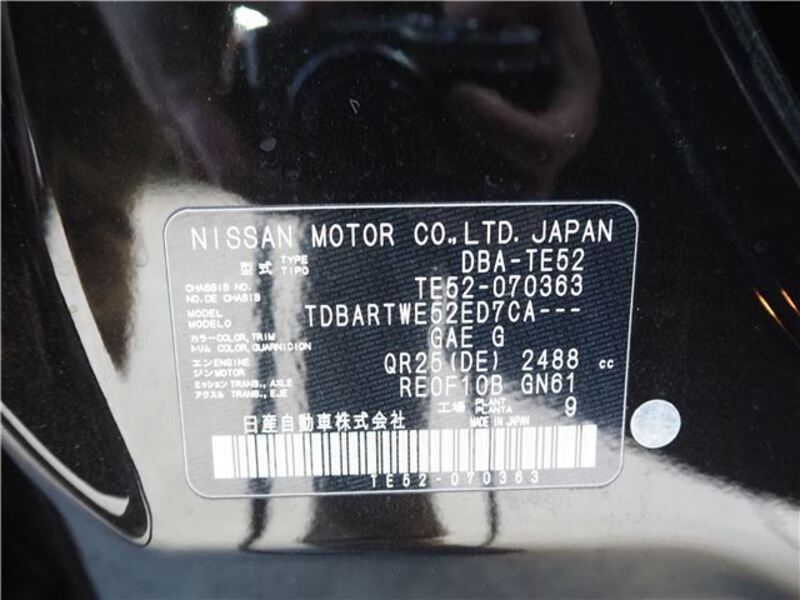 NISSAN MOTOR CO.,LTD. JAPAN
型式 TYPE TIPO DBA-TE52
CHASSIS NO. NO. DE CHASIS TE52-070363
MODEL MODELO TDBARTWE52ED7CA---
カラー COLOR, TRIM トリム COLOR, GUARNICION GAE G
エンジン ENGINE MOTOR QR25(DE) 2488 cc
ミッション TRANS., AXLE アクスル TRANS., EJE RE0F10B GN61
工場 PLANT PLANTA 9
日産自動車株式会社 MADE IN JAPAN
TE52-070363